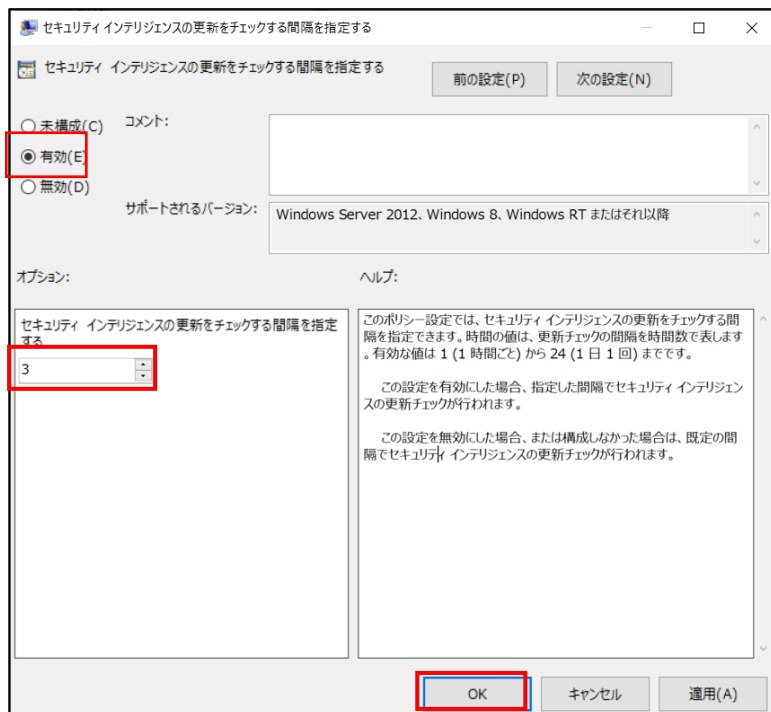 セキュリティ インテリジェンスの更新をチェックする間隔を指定する
セキュリティ インテリジェンスの更新をチェックする間隔を指定する
前の設定(P)
次の設定(N)
未構成(C)
有効(E)
無効(D)
コメント:
サポートされるバージョン:
Windows Server 2012、Windows 8、Windows RT またはそれ以降
オプション:
ヘルプ:
セキュリティ インテリジェンスの更新をチェックする間隔を指定
する
3
このポリシー設定では、セキュリティ インテリジェンスの更新をチェックする間
隔を指定できます。時間の値は、更新チェックの間隔を時間数で表します
。有効な値は 1 (1 時間ごと) から 24 (1 日 1 回) までです。
この設定を有効にした場合、指定した間隔でセキュリティ インテリジェン
スの更新チェックが行われます。
この設定を無効にした場合、または構成しなかった場合は、既定の間
隔でセキュリティ インテリジェンスの更新チェックが行われます。
OK
キャンセル
適用(A)